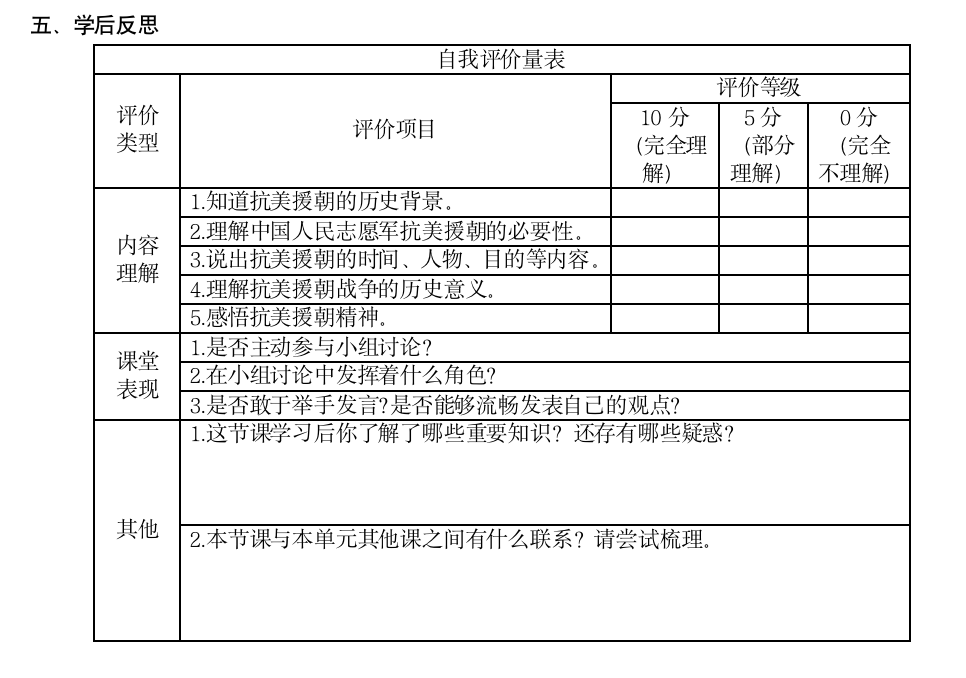 五、学后反思
自我评价量表
评价
类型
评价项目
评价等级
10 分
(完全理
解)
5 分
(部分
理解)
0 分
(完全
不理解)
内容
理解
1.知道抗美援朝的历史背景。
2.理解中国人民志愿军抗美援朝的必要性。
3.说出抗美援朝的时间、人物、目的等内容。
4.理解抗美援朝战争的历史意义。
5.感悟抗美援朝精神。
课堂
表现
1.是否主动参与小组讨论?
2.在小组讨论中发挥着什么角色?
3.是否敢于举手发言?是否能够流畅发表自己的观点?
其他
1.这节课学习后你了解了哪些重要知识? 还存有哪些疑惑?
2.本节课与本单元其他课之间有什么联系? 请尝试梳理。